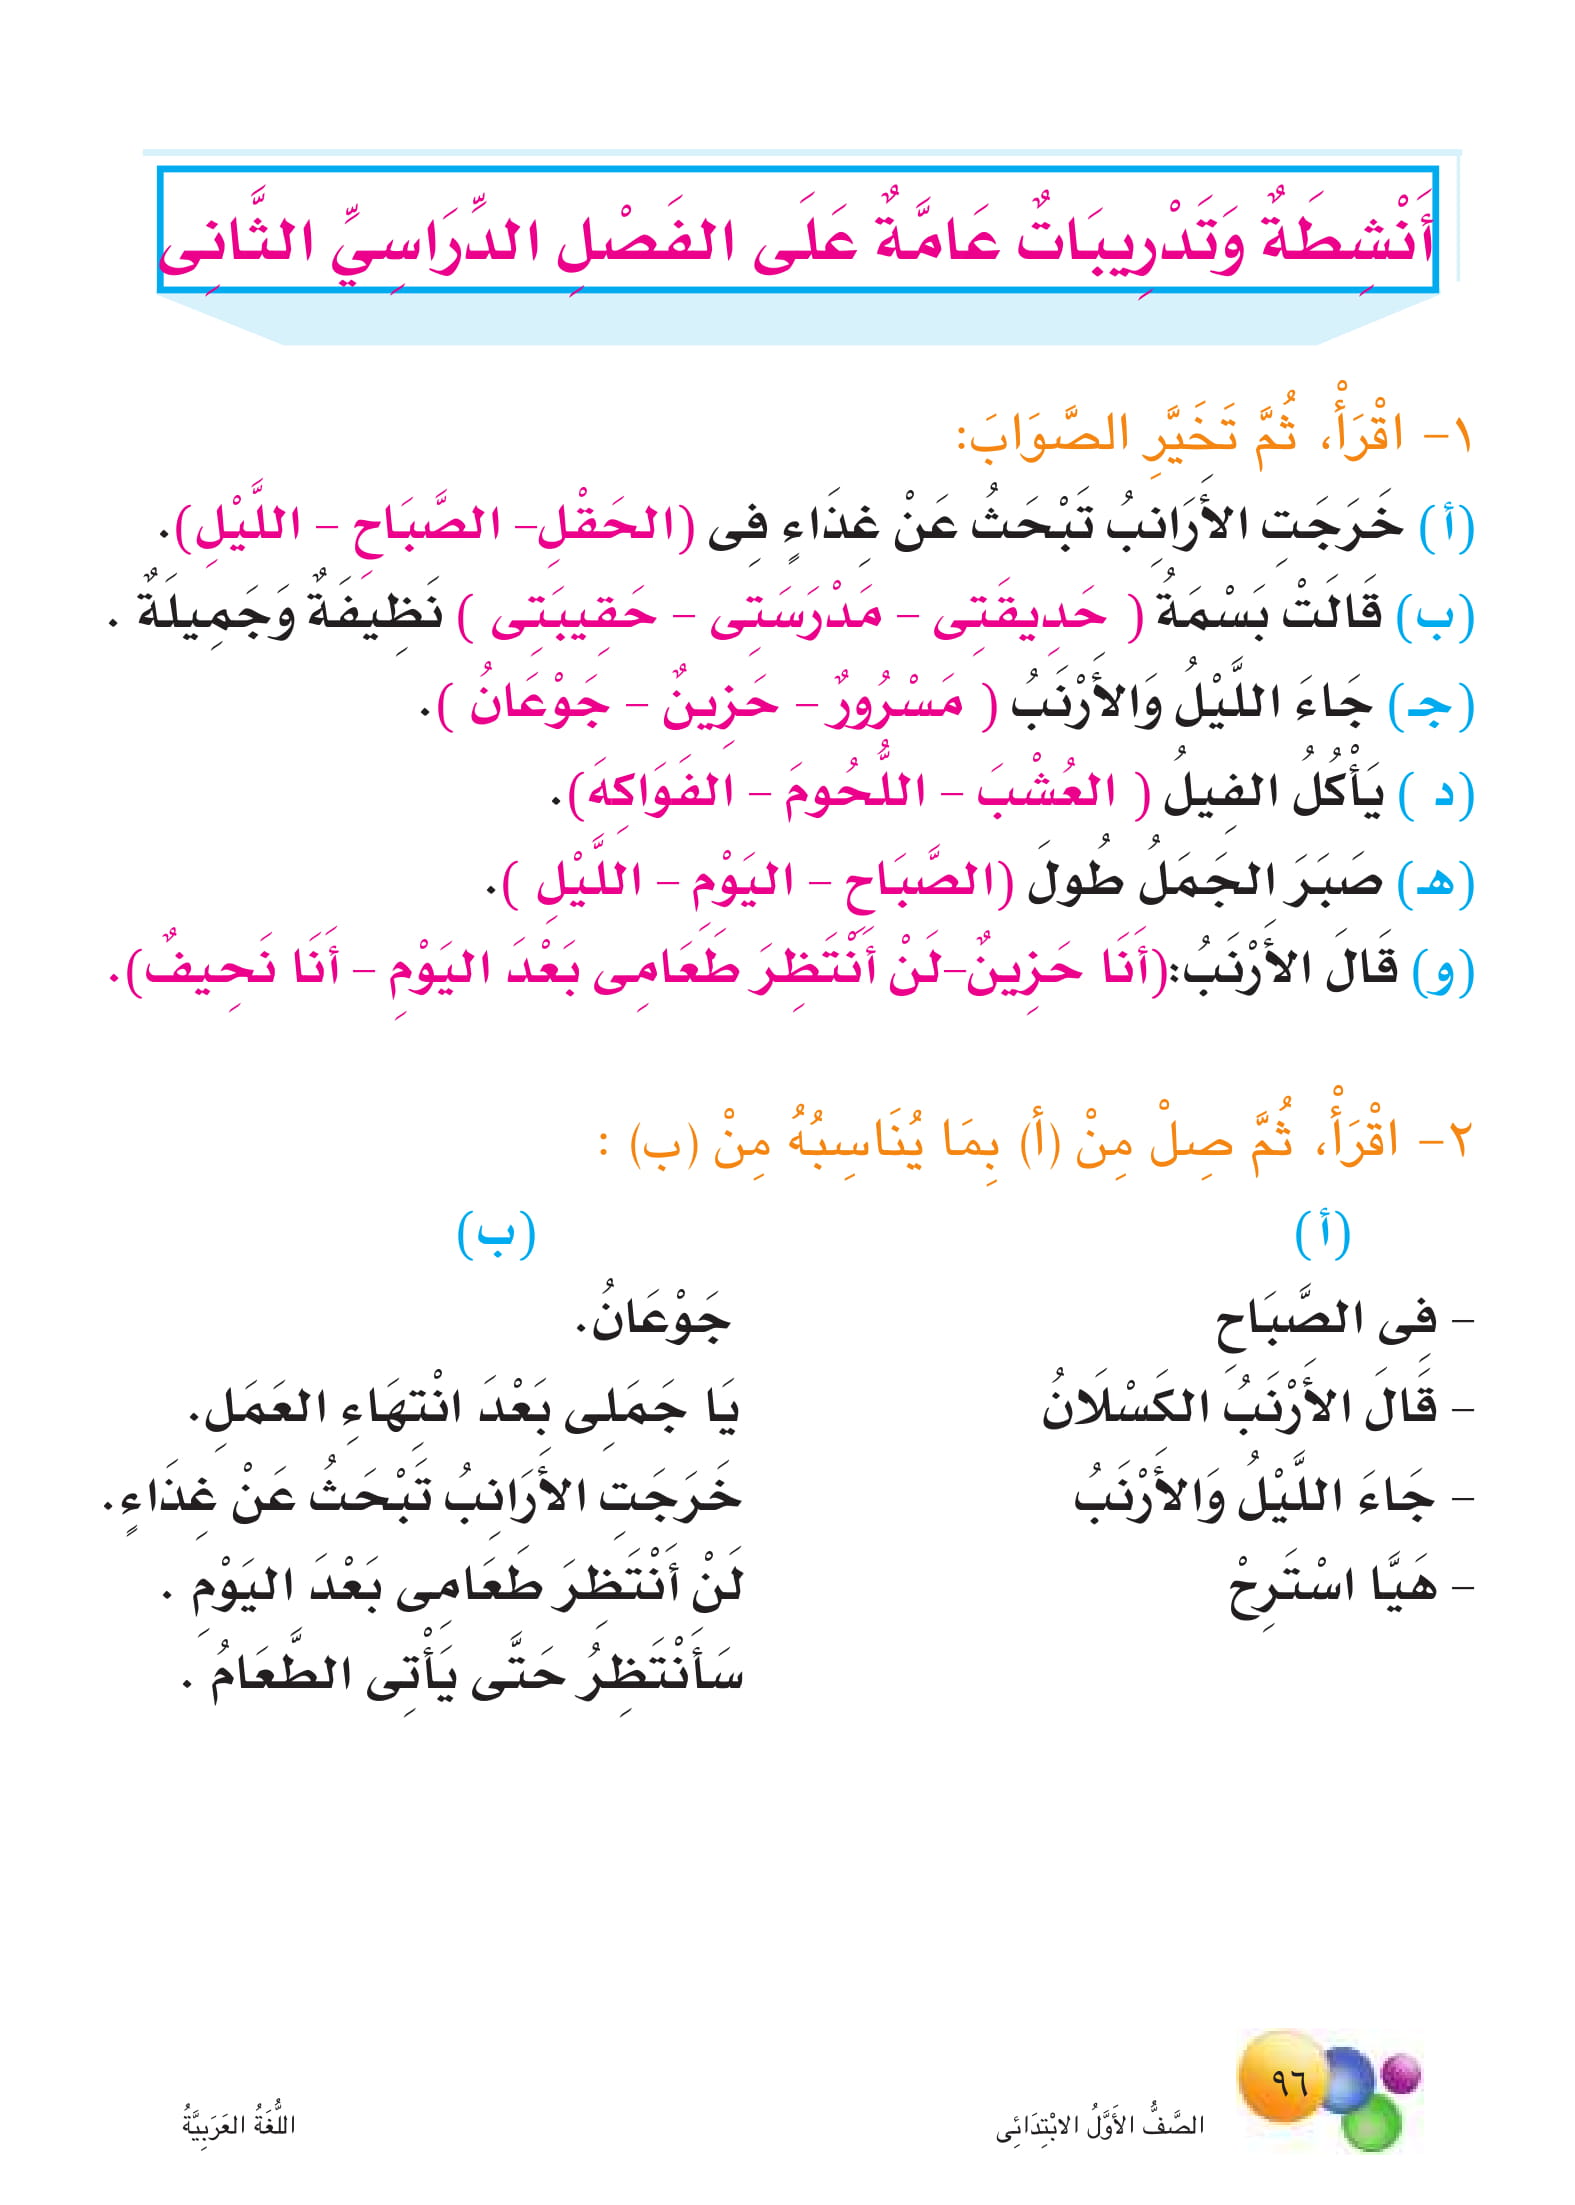 أَنْشِطَةٌ وَتَدْرِيبَاتٌ عَامَّةٌ عَلَى الفَصْلِ الدِّرَاسِيِّ الثَّانِى
١- اقْرَأْ، ثُمَّ تَخَيَّرِ الصَّوَابَ:
(أ) خَرَجَتِ الأَرَانِبُ تَبْحَثُ عَنْ غِذَاءٍ فِى (الحَقْلِ- الصَّبَاحِ - اللَّيْلِ).
(ب) قَالَتْ بَسْمَةُ ( حَدِيقَتِى - مَدْرَسَتِى - حَقِيبَتِى ) نَظِيفَةٌ وَجَمِيلَةٌ .
(جـ) جَاءَ اللَّيْلُ وَالأَرْنَبُ ( مَسْرُورٌ - حَزِينٌ - جَوْعَانُ ).
(د ) يَأْكُلُ الفِيلُ ( العُشْبَ - اللُّحُومَ - الفَوَاكِهَ).
(هـ) صَبَرَ الجَمَلُ طُولَ (الصَّبَاحِ - اليَوْمِ - اللَّيْلِ ).
(و) قَالَ الأَرْنَبُ:(أَنَا حَزِينٌ-لَنْ أَنْتَظِرَ طَعَامِى بَعْدَ اليَوْمِ - أَنَا نَحِيفٌ).
٢- اقْرَأْ، ثُمَّ صِلْ مِنْ (أ) بِمَا يُنَاسِبُهُ مِنْ (ب) :
(أ) (ب)
- فِى الصَّبَاحِ جَوْعَانُ.
- قَالَ الأَرْنَبُ الكَسْلَانُ يَا جَمَلِى بَعْدَ انْتِهَاءِ العَمَلِ.
- جَاءَ اللَّيْلُ وَالأَرْنَبُ خَرَجَتِ الأَرَانِبُ تَبْحَثُ عَنْ غِذَاءٍ.
- هَيَّا اسْتَرِحْ لَنْ أَنْتَظِرَ طَعَامِى بَعْدَ اليَوْمِ .
سَأَنْتَظِرُ حَتَّى يَأْتِى الطَّعَامُ .
٩٦
الصَّفُّ الأَوَّلُ الابْتِدَائِى اللُّغَةُ العَرَبِيَّةُ